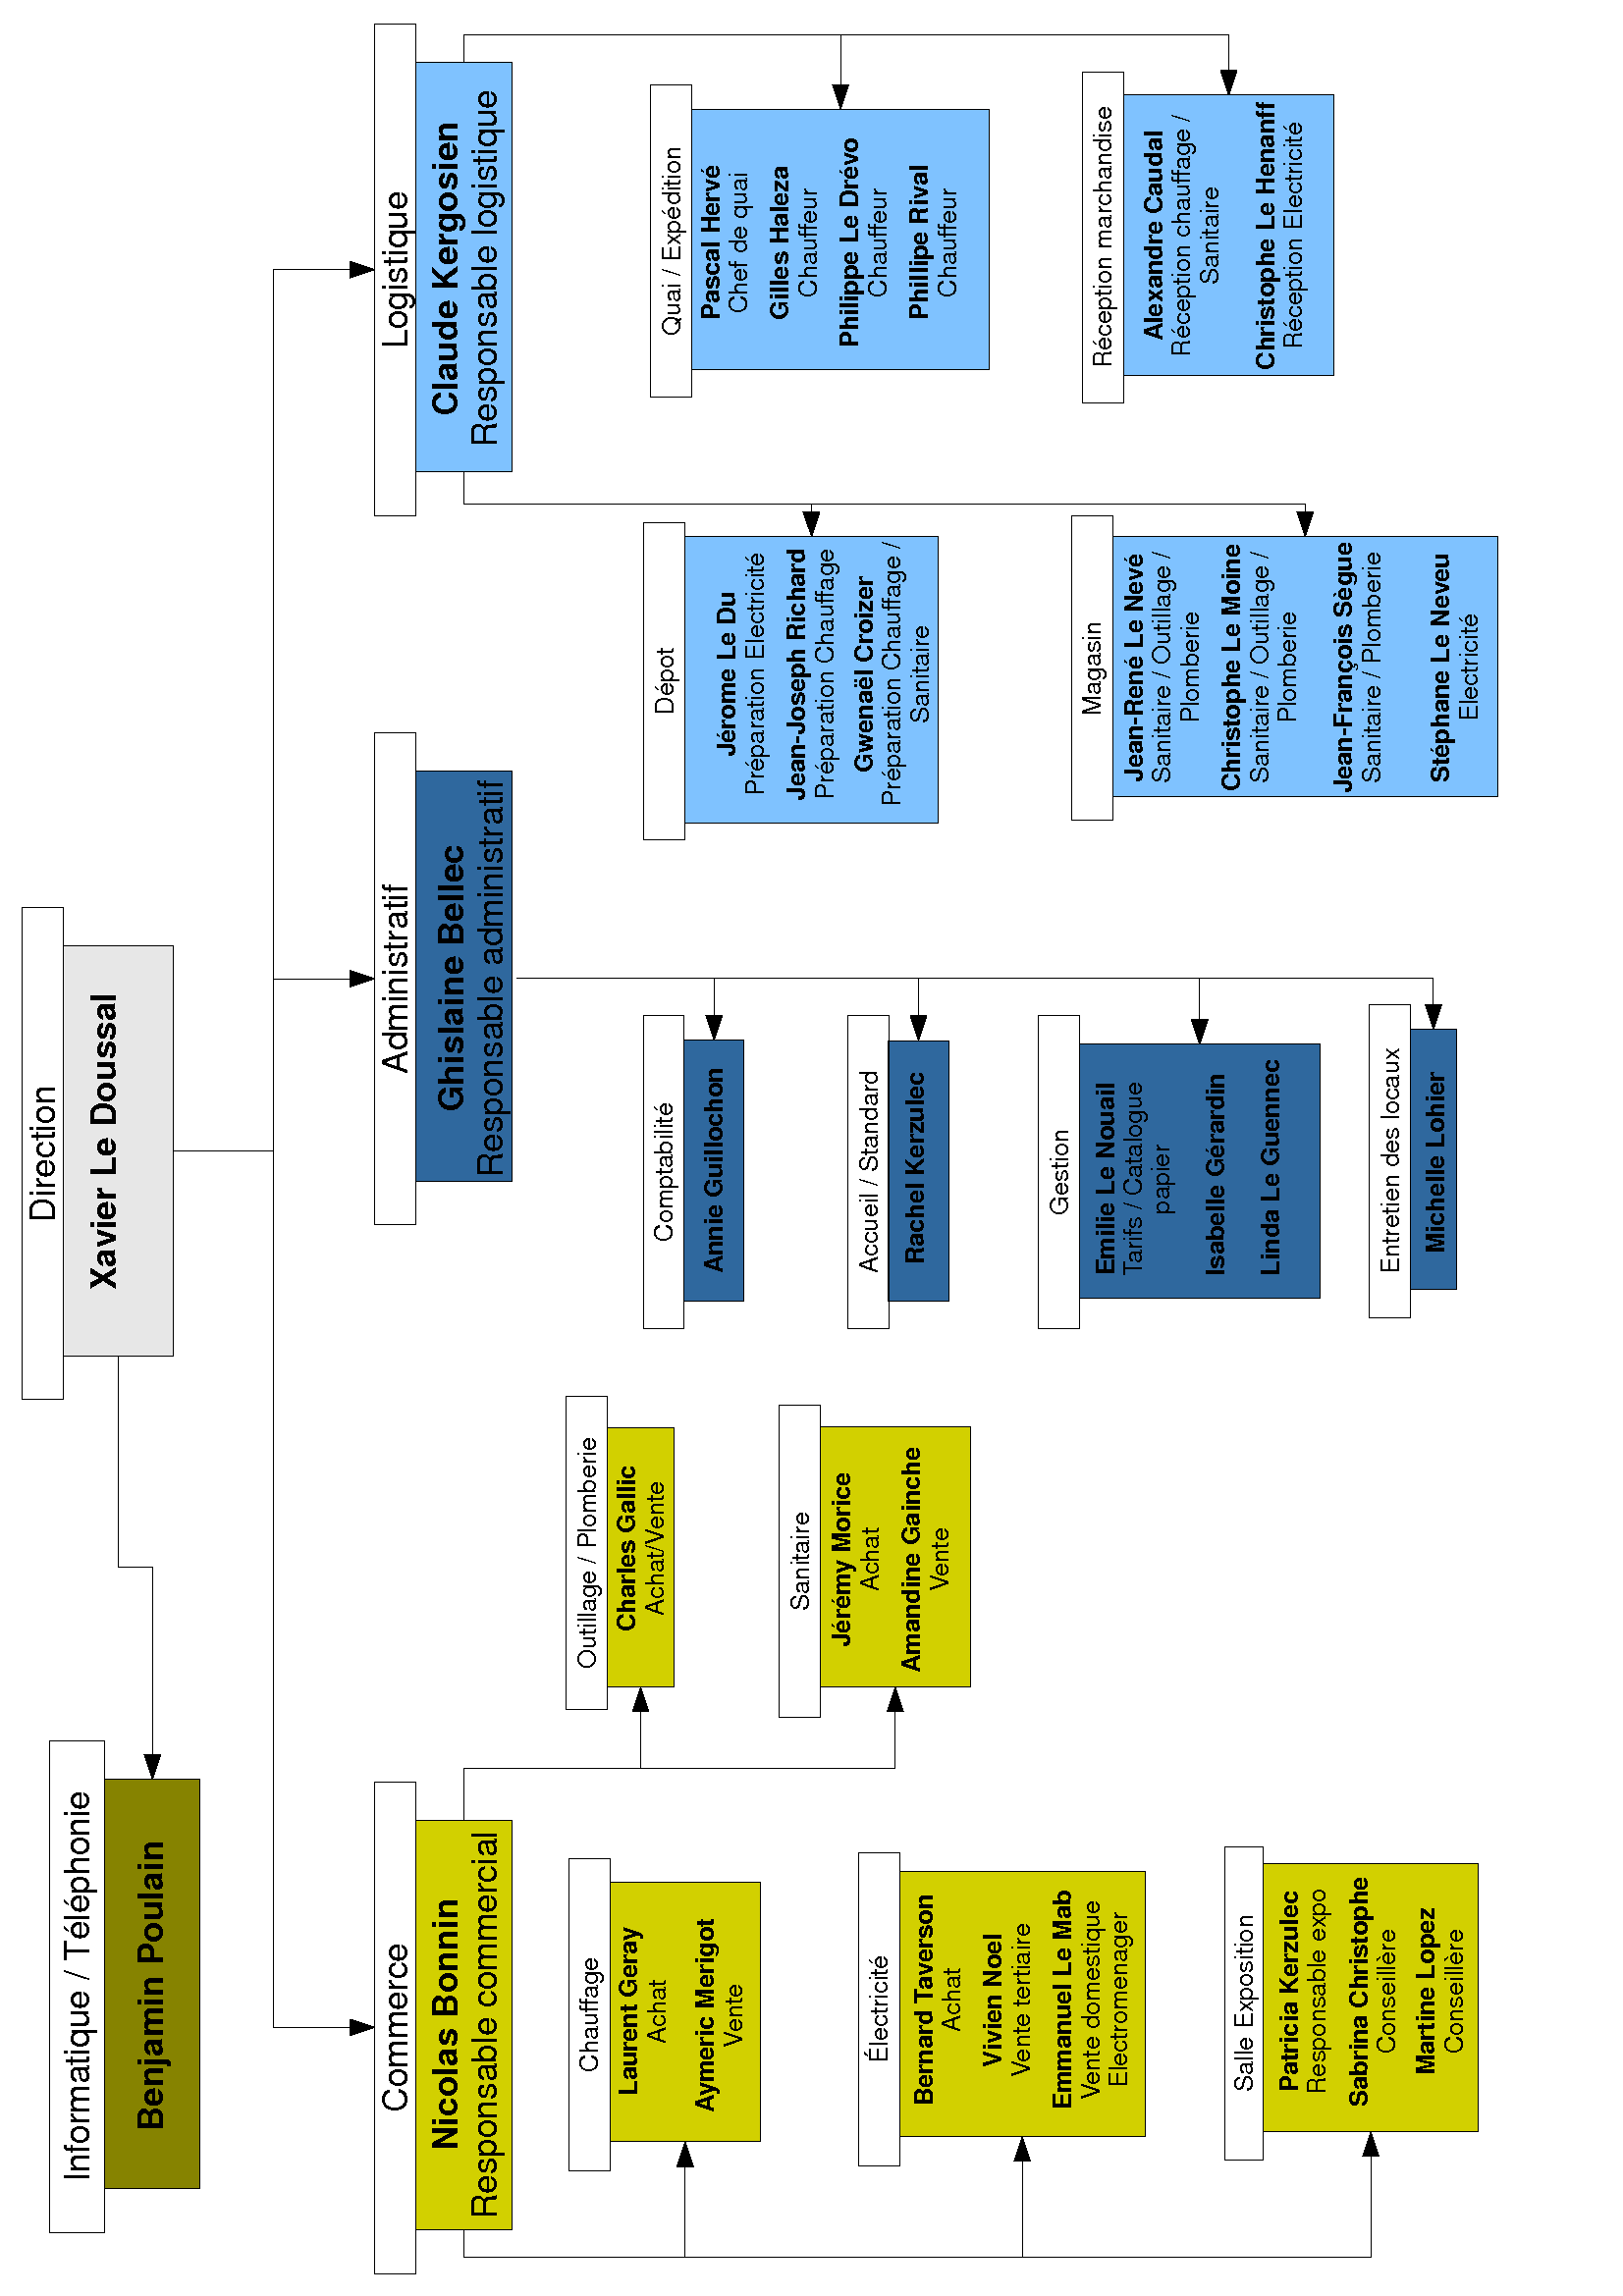 Direction
Xavier Le Doussal
Informatique / Téléphonie
Benjamin Poulain
Commerce
Nicolas Bonnin
Responsable commercial
Administratif
Ghislaine Bellec
Responsable administratif
Logistique
Claude Kergosien
Responsable logistique
Chauffage
Laurent Geray
Achat
Aymeric Merigot
Vente
Électricité
Bernard Taverson
Achat
Vivien Noel
Vente tertiaire
Emmanuel Le Mab
Vente domestique
Electromenager
Salle Exposition
Patricia Kerzulec
Responsable expo
Sabrina Christophe
Conseillère
Martine Lopez
Conseillère
Outillage / Plomberie
Charles Gallic
Achat/Vente
Sanitaire
Jérémy Morice
Achat
Amandine Gainche
Vente
Comptabilité
Annie Guillochon
Accueil / Standard
Rachel Kerzulec
Gestion
Emilie Le Nouail
Tarifs / Catalogue
papier
Isabelle Gérardin
Linda Le Guennec
Entretien des locaux
Michelle Lohier
Dépot
Jérome Le Du
Préparation Electricité
Jean-Joseph Richard
Préparation Chauffage
Gwenaël Croizer
Préparation Chauffage /
Sanitaire
Magasin
Jean-René Le Nevé
Sanitaire / Outillage /
Plomberie
Christophe Le Moine
Sanitaire / Outillage /
Plomberie
Jean-François Sègue
Sanitaire / Plomberie
Stéphane Le Neveu
Electricité
Quai / Expédition
Pascal Hervé
Chef de quai
Gilles Haleza
Chauffeur
Philippe Le Drévo
Chauffeur
Phillipe Rival
Chauffeur
Réception marchandise
Alexandre Caudal
Réception chauffage /
Sanitaire
Christophe Le Henanff
Réception Electricité